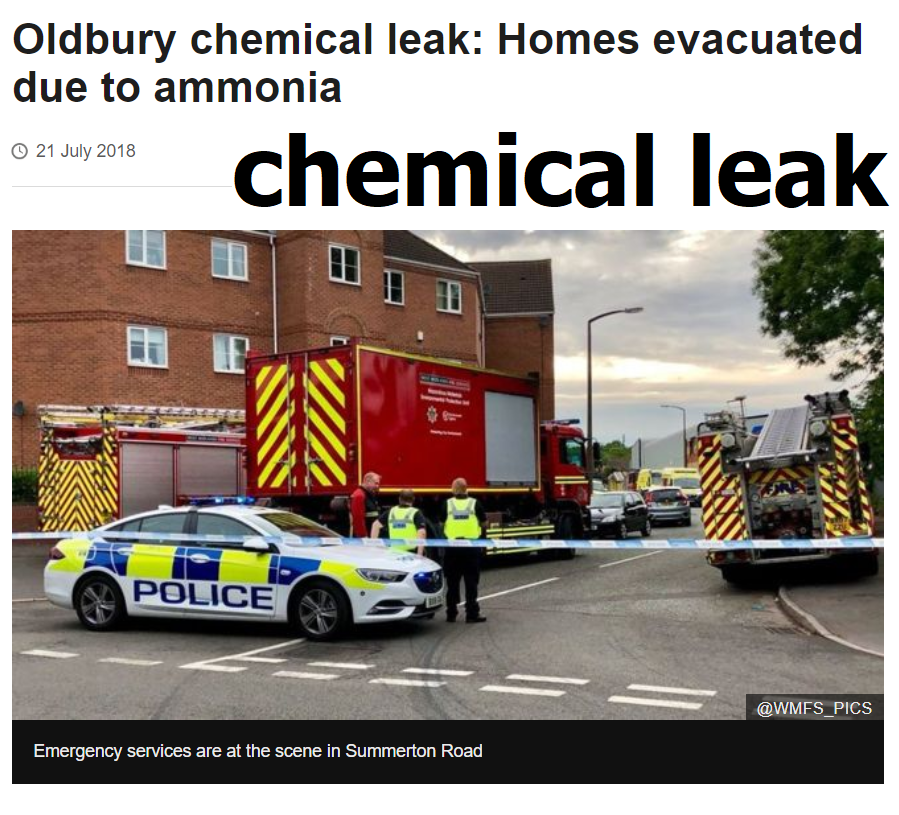 Oldbury chemical leak: Homes evacuated
due to ammonia
21 July 2018
chemical leak
POLICE
@WMFS_PICS
Emergency services are at the scene in Summerton Road